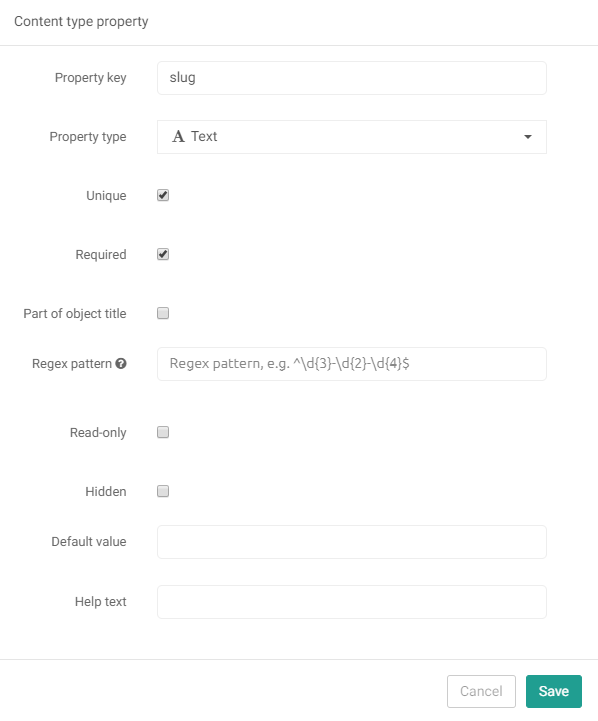 Content type property
Property key slug
Property type A Text
Unique
Required
Part of object title
Regex pattern ? Regex pattern, e.g. ^\d{3}-\d{2}-\d{4}$
Read-only
Hidden
Default value
Help text
Cancel Save